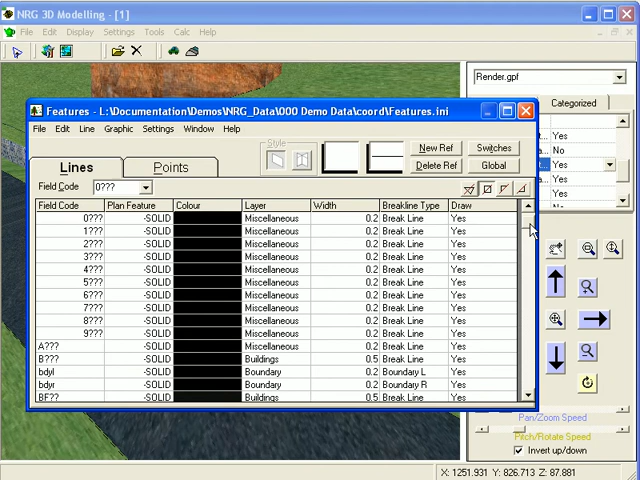 NRG 3D Modelling - [1]
File Edit Display Settings Tools Calc Help
Render.gpf
Categorized
Yes
No
Yes
Yes
Yes
Features - L:\Documentation\Demos\NRG_Data\000 Demo Data\coord\Features.ini
File Edit Line Graphic Settings Window Help
Style
New Ref Switches
Delete Ref Global
Lines Points
Field Code 0???
Field Code Plan Feature Colour Layer Width Breakline Type Draw
0??? -SOLID Miscellaneous 0.2 Break Line Yes
1??? -SOLID Miscellaneous 0.2 Break Line Yes
2??? -SOLID Miscellaneous 0.2 Break Line Yes
3??? -SOLID Miscellaneous 0.2 Break Line Yes
4??? -SOLID Miscellaneous 0.2 Break Line Yes
5??? -SOLID Miscellaneous 0.2 Break Line Yes
6??? -SOLID Miscellaneous 0.2 Break Line Yes
7??? -SOLID Miscellaneous 0.2 Break Line Yes
8??? -SOLID Miscellaneous 0.2 Break Line Yes
9??? -SOLID Miscellaneous 0.2 Break Line Yes
A??? -SOLID Miscellaneous 0.2 Break Line Yes
B??? -SOLID Buildings 0.5 Break Line Yes
bdyl -SOLID Boundary 0.2 Boundary L Yes
bdyr -SOLID Boundary 0.2 Boundary R Yes
BF?? -SOLID Buildings 0.5 Break Line Yes
Pan/Zoom Speed
Pitch/Rotate Speed
Invert up/down
X: 1251.931 Y: 826.713 Z: 87.881